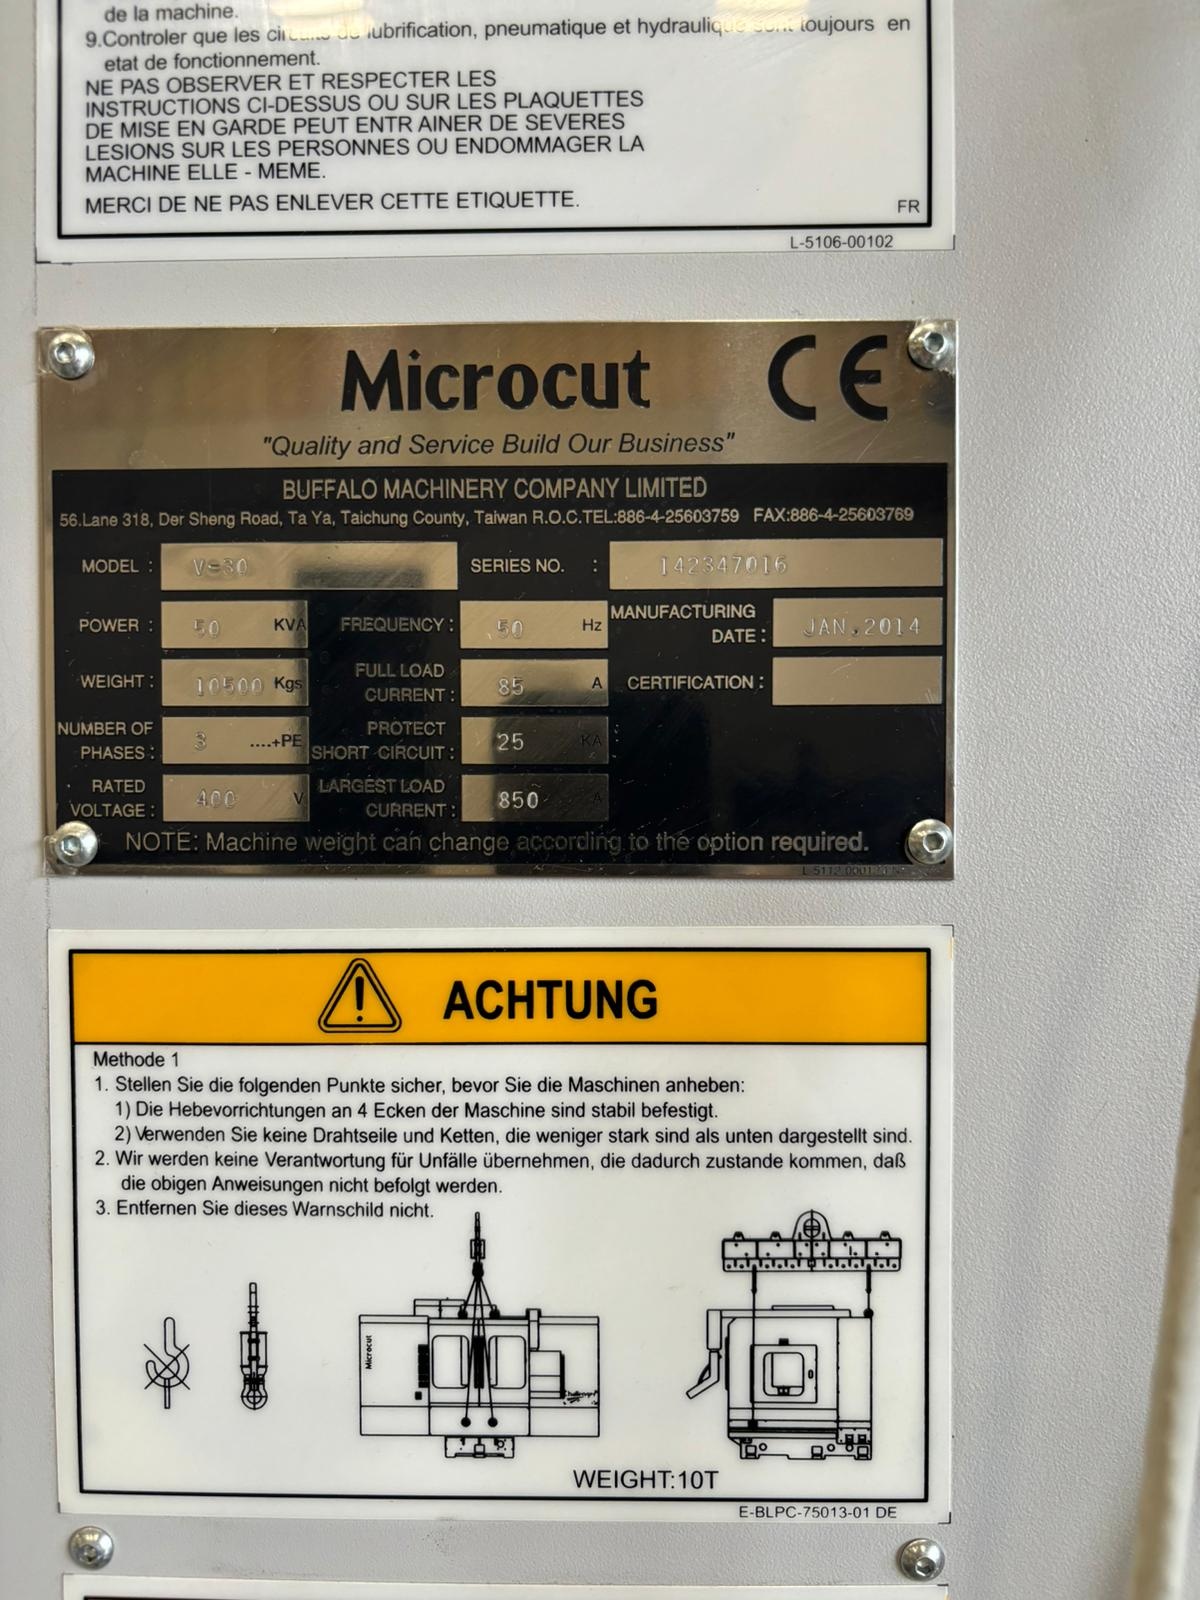 de la machine.
9.Controler que les circuits de lubrification, pneumatique et hydraulique sont toujours en
etat de fonctionnement.
NE PAS OBSERVER ET RESPECTER LES
INSTRUCTIONS CI-DESSUS OU SUR LES PLAQUETTES
DE MISE EN GARDE PEUT ENTR AINER DE SEVERES
LESIONS SUR LES PERSONNES OU ENDOMMAGER LA
MACHINE ELLE - MEME.
MERCI DE NE PAS ENLEVER CETTE ETIQUETTE.
FR
L-5106-00102
Microcut CE
"Quality and Service Build Our Business"
BUFFALO MACHINERY COMPANY LIMITED
56.Lane 318, Der Sheng Road, Ta Ya, Taichung County, Taiwan R.O.C.TEL:886-4-25603759 FAX:886-4-25603769
MODEL : V-30 SERIES NO. : 142347016
POWER : 50 KVA FREQUENCY : 50 Hz MANUFACTURING DATE : JAN.2014
WEIGHT : 10500 Kgs FULL LOAD CURRENT : 85 A CERTIFICATION :
NUMBER OF PHASES : 3 ....+PE PROTECT SHORT CIRCUIT : 25 KA
RATED VOLTAGE : 400 V LARGEST LOAD CURRENT : 850 A
NOTE: Machine weight can change according to the option required.
ACHTUNG
Methode 1
1. Stellen Sie die folgenden Punkte sicher, bevor Sie die Maschinen anheben:
1) Die Hebevorrichtungen an 4 Ecken der Maschine sind stabil befestigt.
2) Verwenden Sie keine Drahtseile und Ketten, die weniger stark sind als unten dargestellt sind.
2. Wir werden keine Verantwortung für Unfälle übernehmen, die dadurch zustande kommen, daß
die obigen Anweisungen nicht befolgt werden.
3. Entfernen Sie dieses Warnschild nicht.
Microcut
Challenger
WEIGHT:10T
E-BLPC-75013-01 DE